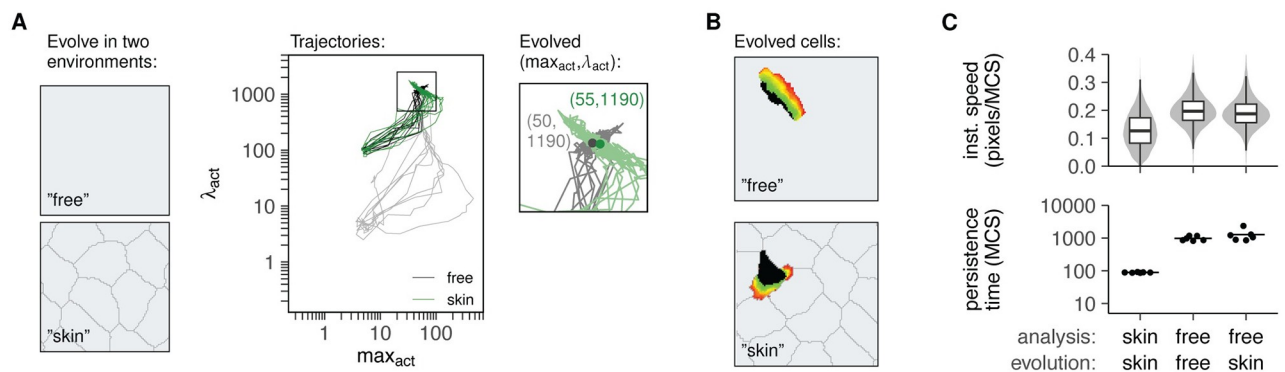 A
Evolve in two
environments:
"free"
"skin"
Trajectories:
λact
1000
100
10
1
free
skin
1
10
100
maxact
Evolved
(maxact,λact):
(55,1190)
(50,
1190)
B
Evolved cells:
"free"
"skin"
C
inst. speed
(pixels/MCS)
0.4
0.3
0.2
0.1
0.0
persistence
time (MCS)
10000
1000
100
10
analysis: skin free free
evolution: skin free skin